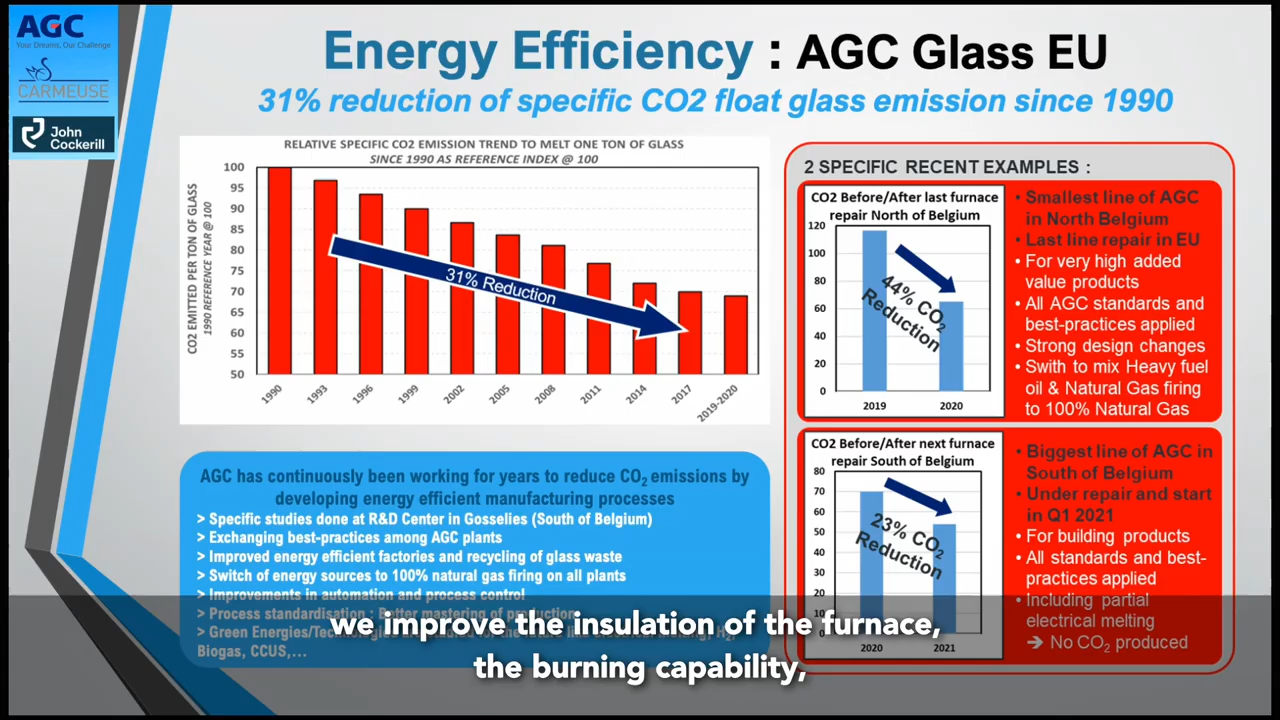 AGC
Your Dreams, Our Challenge
CARMEUSE
John
Cockerill
Energy Efficiency : AGC Glass EU
31% reduction of specific CO2 float glass emission since 1990
RELATIVE SPECIFIC CO2 EMISSION TREND TO MELT ONE TON OF GLASS
SINCE 1990 AS REFERENCE INDEX @ 100
CO2 EMITTED PER TON OF GLASS
1990 REFERENCE YEAR @ 100
100
95
90
85
80
75
70
65
60
55
50
31% Reduction
1990
1993
1996
1999
2002
2005
2008
2011
2014
2017
2019-2020
AGC has continuously been working for years to reduce CO2 emissions by
developing energy efficient manufacturing processes
> Specific studies done at R&D Center in Gosselies (South of Belgium)
> Exchanging best-practices among AGC plants
> Improved energy efficient factories and recycling of glass waste
> Switch of energy sources to 100% natural gas firing on all plants
> Improvements in automation and process control
> Process standardisation : Better mastering of production
> Green
Biogas, CCUS,...
2 SPECIFIC RECENT EXAMPLES :
CO2 Before/After last furnace
repair North of Belgium
120
100
80
60
40
20
0
44% CO2
Reduction
2019
2020
• Smallest line of AGC
in North Belgium
• Last line repair in EU
• For very high added
value products
• All AGC standards and
best-practices applied
• Strong design changes
• Swith to mix Heavy fuel
oil & Natural Gas firing
to 100% Natural Gas
CO2 Before/After next furnace
repair South of Belgium
80
70
60
50
40
30
20
10
0
23% CO2
Reduction
2020
2021
• Biggest line of AGC in
South of Belgium
• Under repair and start
in Q1 2021
• For building products
• All standards and best-
practices applied
• Including partial
electrical melting
➔ No CO2 produced
we improve the insulation of the furnace,
the burning capability,